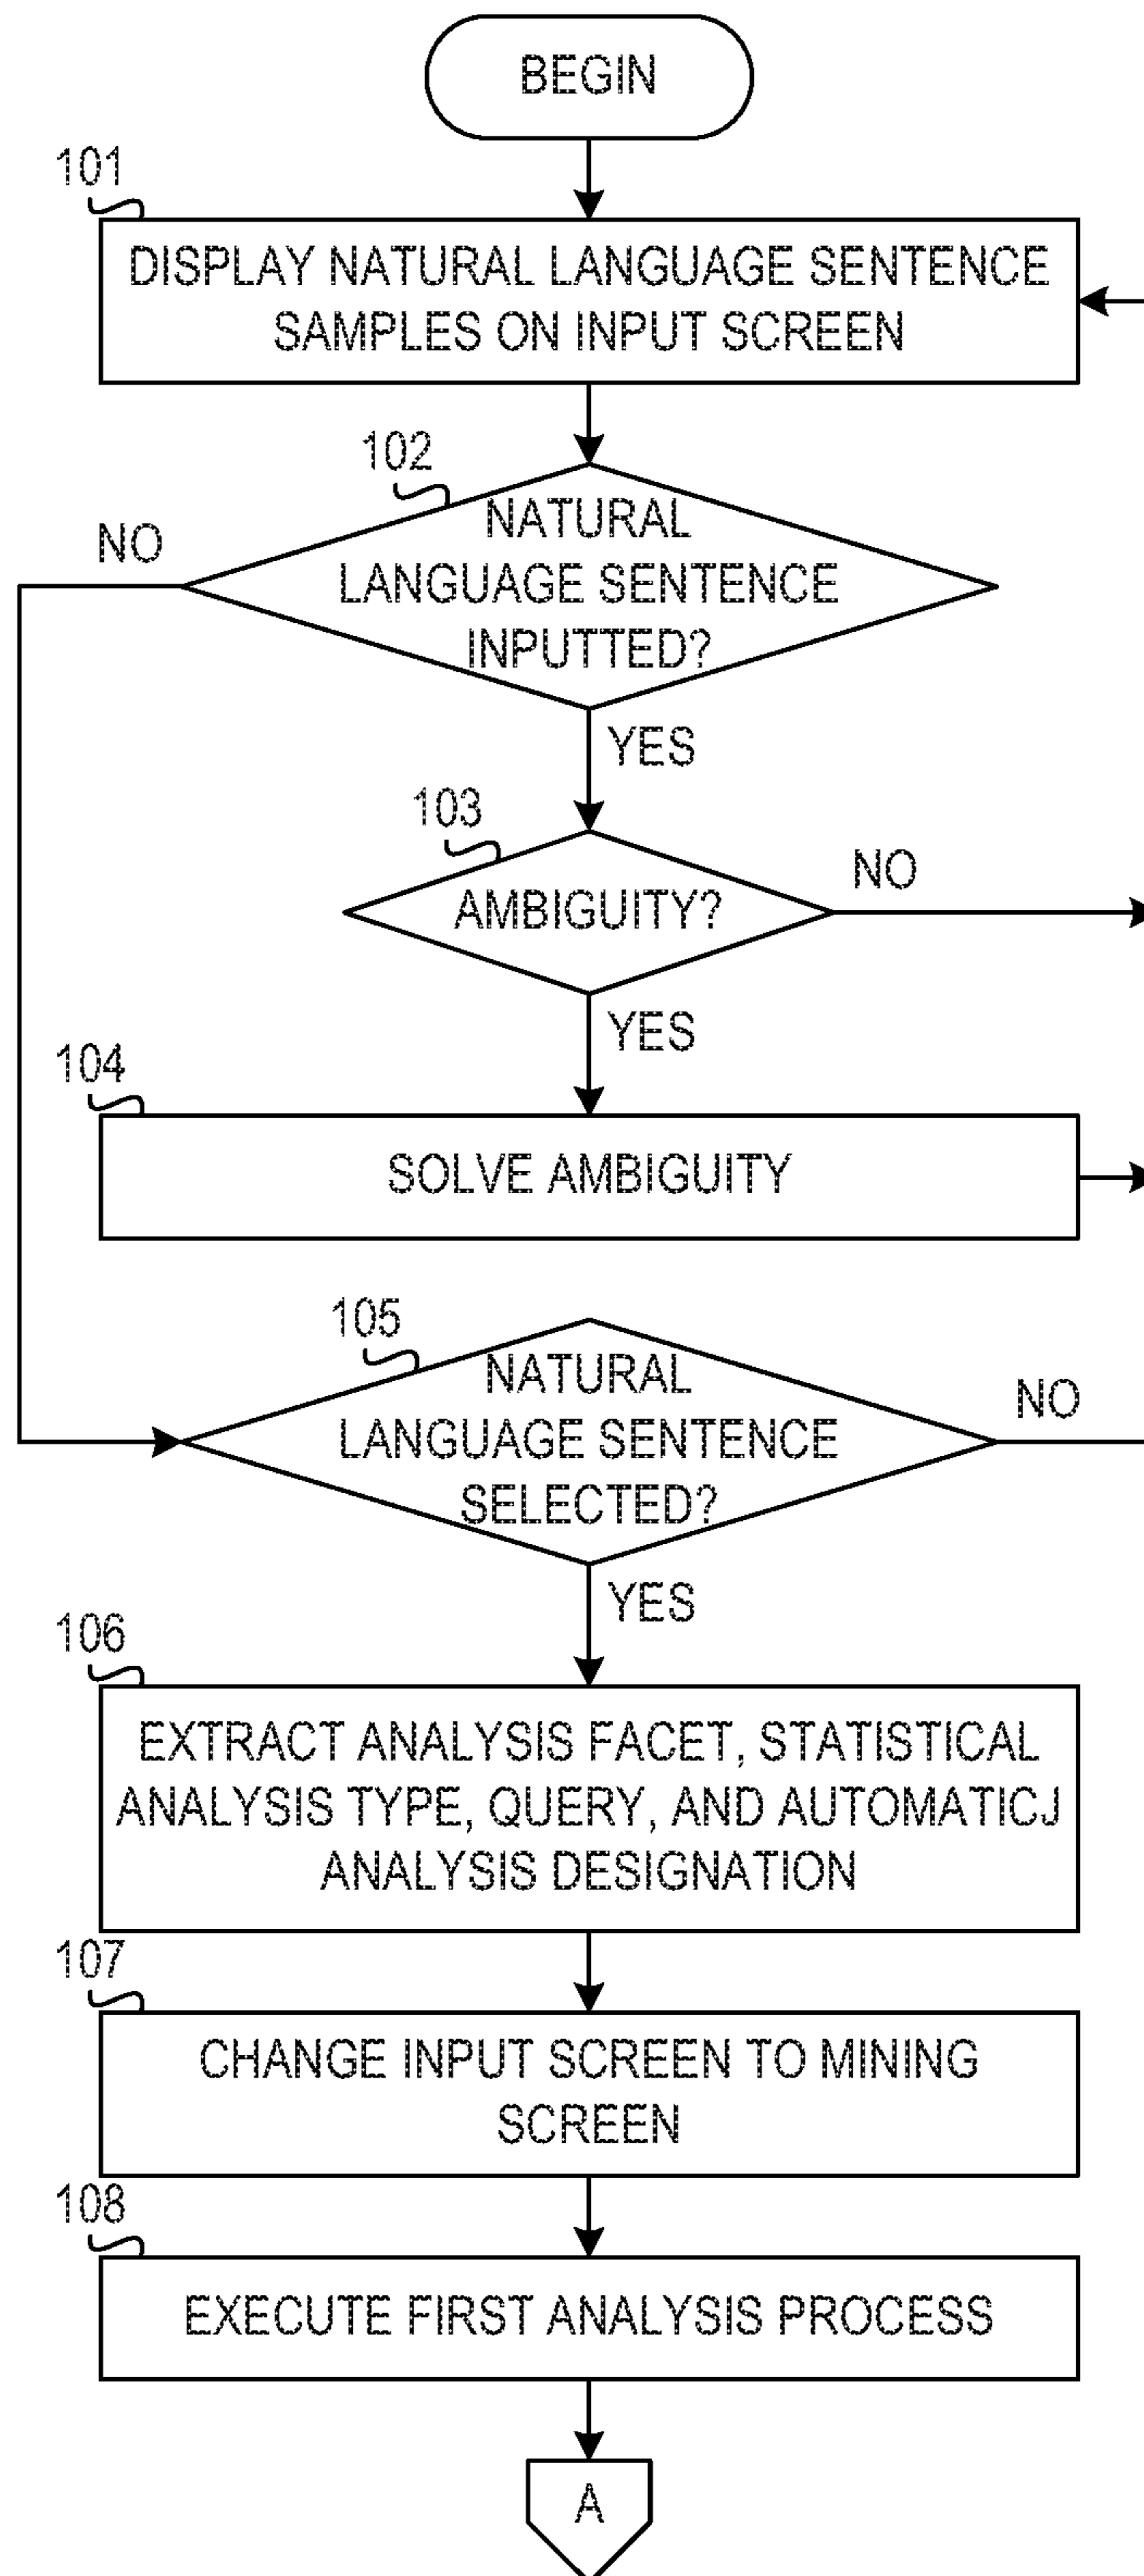 BEGIN
101
DISPLAY NATURAL LANGUAGE SENTENCE
SAMPLES ON INPUT SCREEN
102
NO
NATURAL
LANGUAGE SENTENCE
INPUTTED?
YES
103
NO
AMBIGUITY?
YES
104
SOLVE AMBIGUITY
105
NATURAL
LANGUAGE SENTENCE
SELECTED?
NO
YES
106
EXTRACT ANALYSIS FACET, STATISTICAL
ANALYSIS TYPE, QUERY, AND AUTOMATICJ
ANALYSIS DESIGNATION
107
CHANGE INPUT SCREEN TO MINING
SCREEN
108
EXECUTE FIRST ANALYSIS PROCESS
A